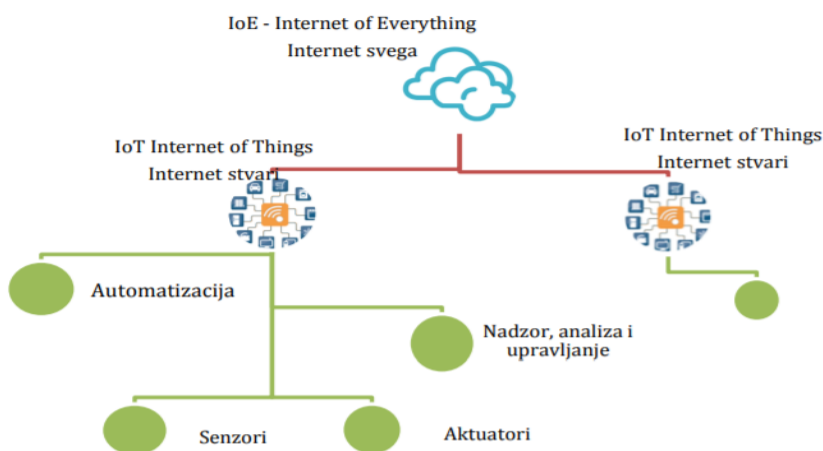 IoE - Internet of Everything
Internet svega
IoT Internet of Things
Internet stvari
IoT Internet of Things
Internet stvari
Automatizacija
Nadzor, analiza i
upravljanje
Senzori
Aktuatori